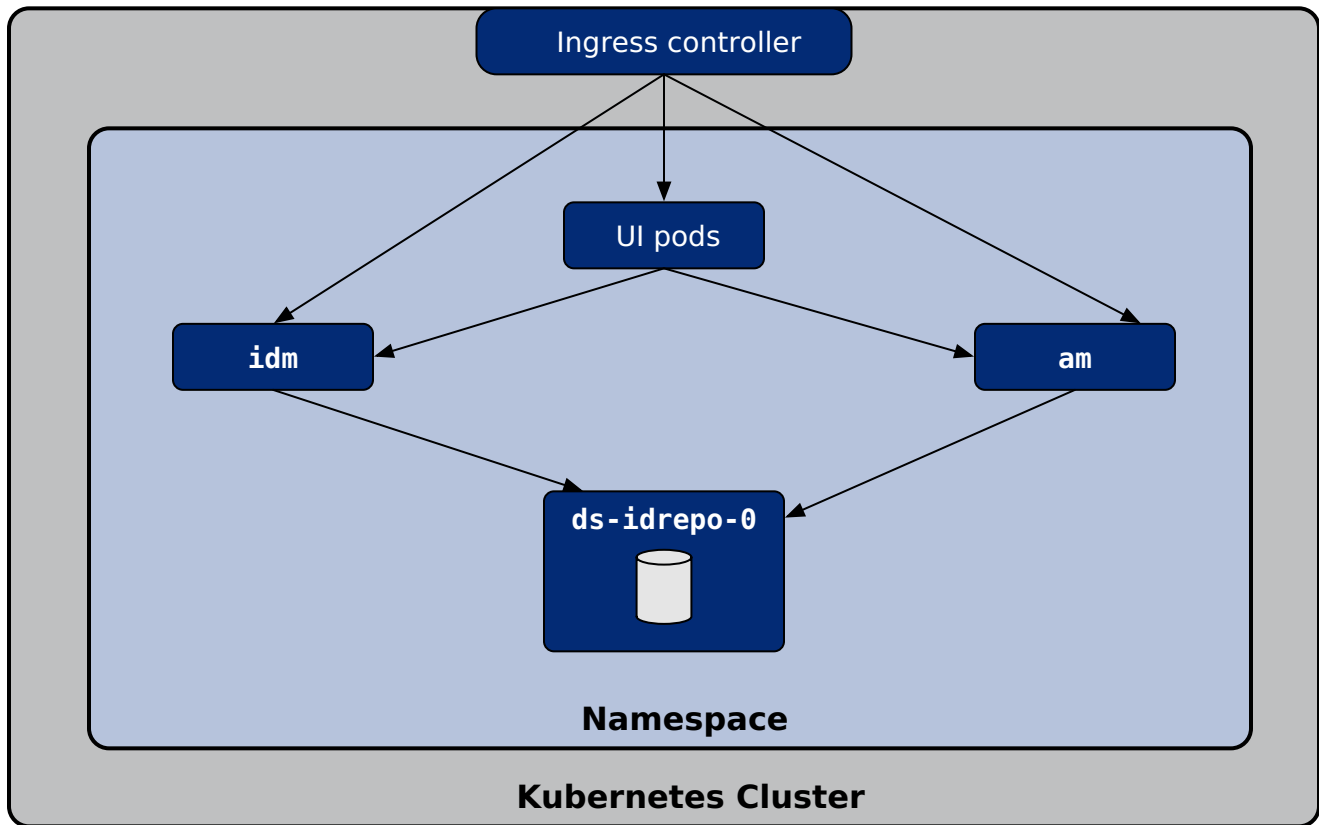 Ingress controller
UI pods
idm
am
ds-idrepo-0
Namespace
Kubernetes Cluster